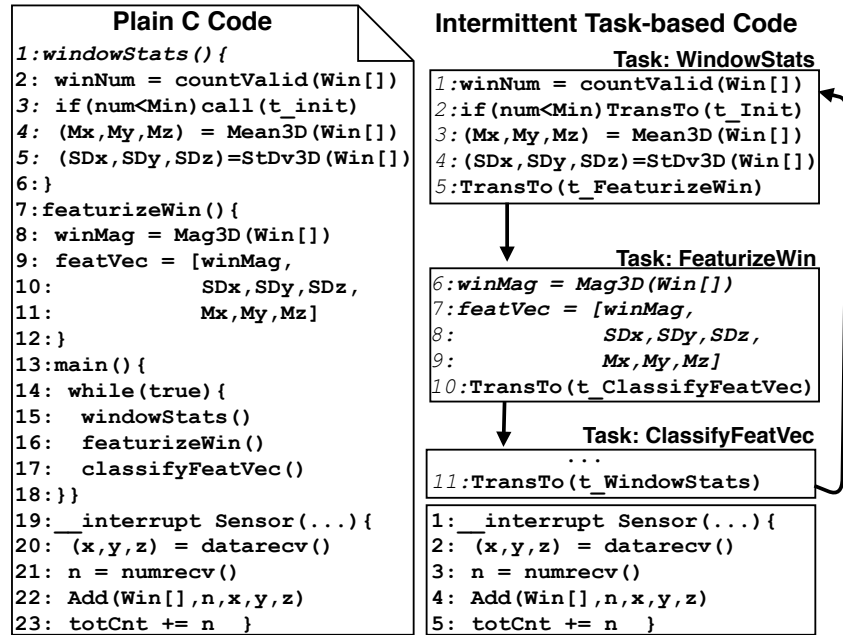 Plain C Code
1:windowStats(){
2: winNum = countValid(Win[])
3: if(num<Min)call(t_init)
4: (Mx,My,Mz) = Mean3D(Win[])
5: (SDx,SDy,SDz)=StDv3D(Win[])
6:}
7:featurizeWin(){
8: winMag = Mag3D(Win[])
9: featVec = [winMag,
10: SDx,SDy,SDz,
11: Mx,My,Mz]
12:}
13:main(){
14: while(true){
15: windowStats()
16: featurizeWin()
17: classifyFeatVec()
18:}}
19:__interrupt Sensor(...){
20: (x,y,z) = datarecv()
21: n = numrecv()
22: Add(Win[],n,x,y,z)
23: totCnt += n }
Intermittent Task-based Code
Task: WindowStats
1:winNum = countValid(Win[])
2:if(num<Min)TransTo(t_Init)
3:(Mx,My,Mz) = Mean3D(Win[])
4:(SDx,SDy,SDz)=StDv3D(Win[])
5:TransTo(t_FeaturizeWin)
Task: FeaturizeWin
6:winMag = Mag3D(Win[])
7:featVec = [winMag,
8: SDx,SDy,SDz,
9: Mx,My,Mz]
10:TransTo(t_ClassifyFeatVec)
Task: ClassifyFeatVec
...
11:TransTo(t_WindowStats)
1:__interrupt Sensor(...){
2: (x,y,z) = datarecv()
3: n = numrecv()
4: Add(Win[],n,x,y,z)
5: totCnt += n }